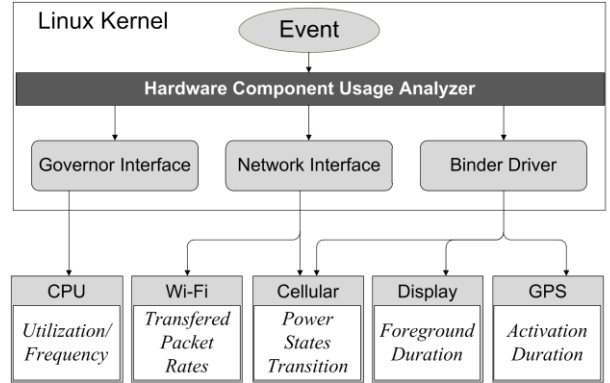 Linux Kernel
Event
Hardware Component Usage Analyzer
Governor Interface
Network Interface
Binder Driver
CPU
Utilization/
Frequency
Wi-Fi
Transfered
Packet
Rates
Cellular
Power
States
Transition
Display
Foreground
Duration
GPS
Activation
Duration